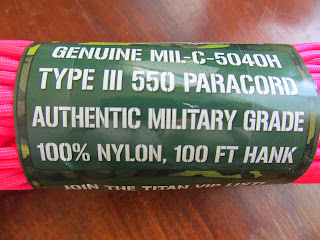 GENUINE MIL-C-5040H
TYPE III 550 PARACORD
AUTHENTIC MILITARY GRADE
100% NYLON, 100 FT HANK
JOIN THE TITAN VIP LIST!